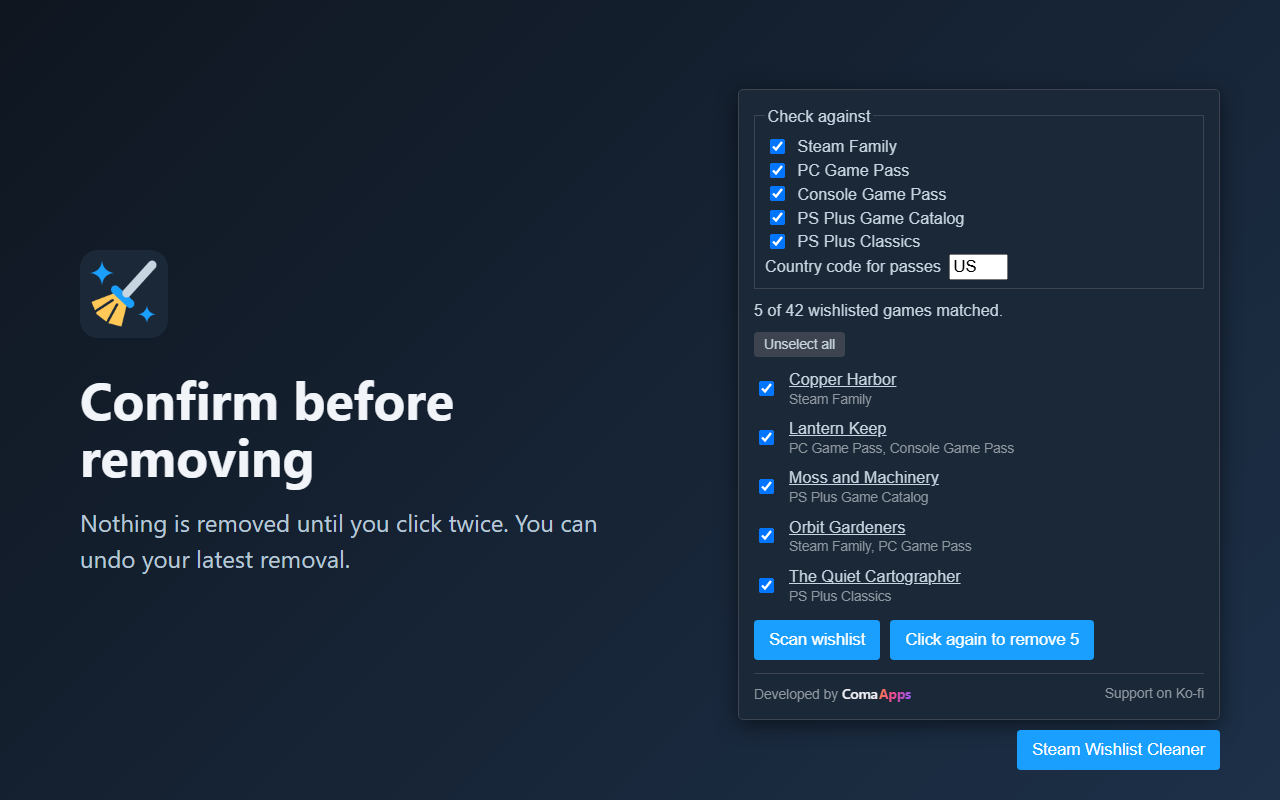 Confirm before
removing
Nothing is removed until you click twice. You can
undo your latest removal.
Check against
Steam Family
PC Game Pass
Console Game Pass
PS Plus Game Catalog
PS Plus Classics
Country code for passes US
5 of 42 wishlisted games matched.
Unselect all
Copper Harbor
Steam Family
Lantern Keep
PC Game Pass, Console Game Pass
Moss and Machinery
PS Plus Game Catalog
Orbit Gardeners
Steam Family, PC Game Pass
The Quiet Cartographer
PS Plus Classics
Scan wishlist Click again to remove 5
Developed by ComaApps Support on Ko-fi
Steam Wishlist Cleaner